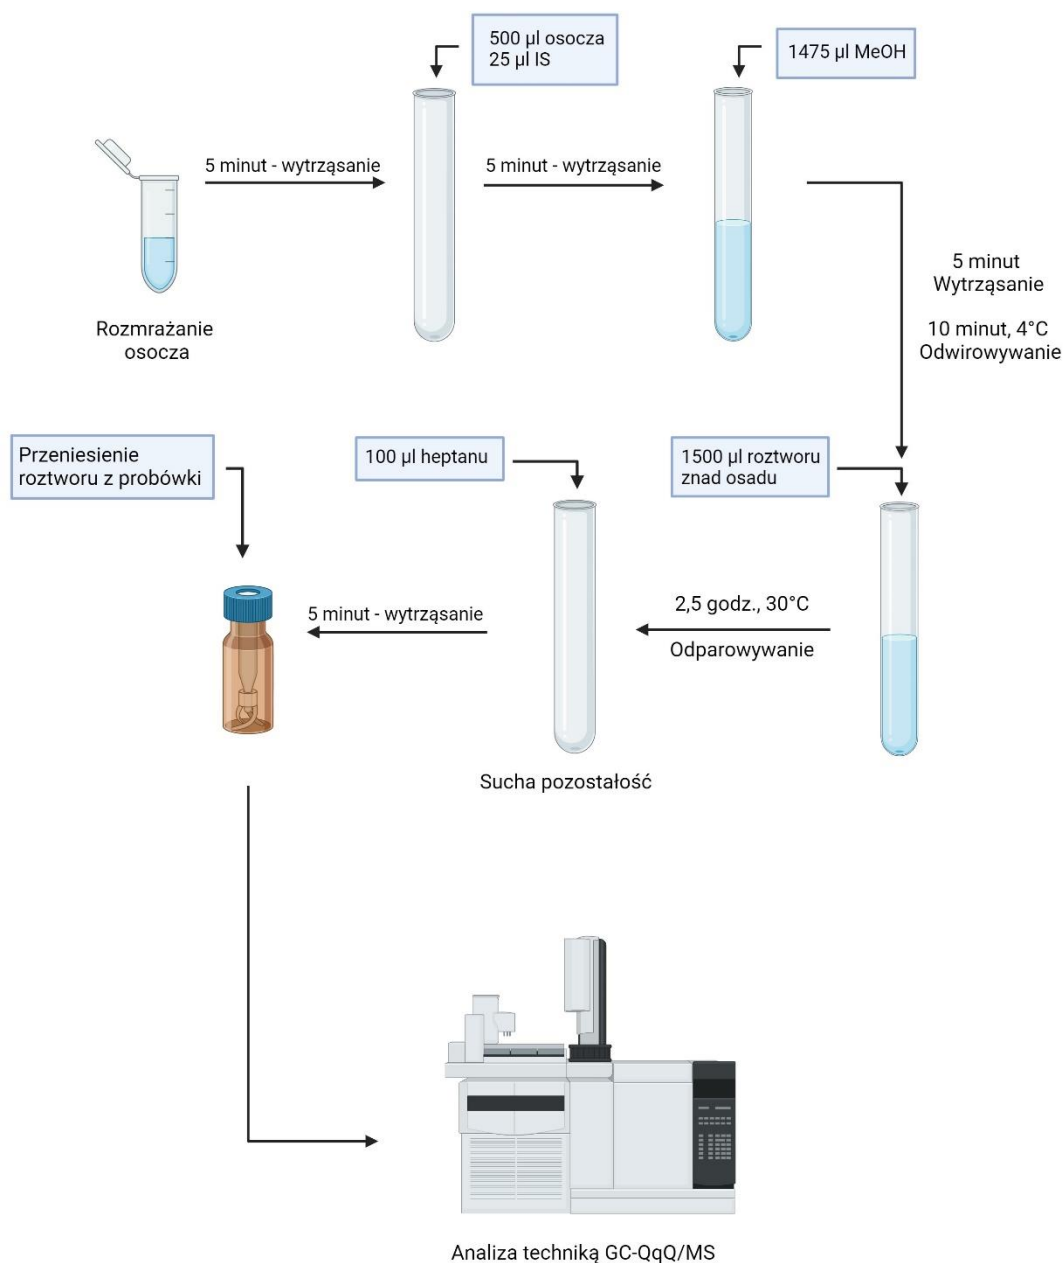 500 µl osocza
25 µl IS
1475 µl MeOH
5 minut - wytrząsanie
5 minut - wytrząsanie
Rozmrażanie
osocza
5 minut
Wytrząsanie
10 minut, 4°C
Odwirowywanie
Przeniesienie
roztworu z probówki
100 µl heptanu
1500 µl roztworu
znad osadu
5 minut - wytrząsanie
2,5 godz., 30°C
Odparowywanie
Sucha pozostałość
Analiza techniką GC-QqQ/MS